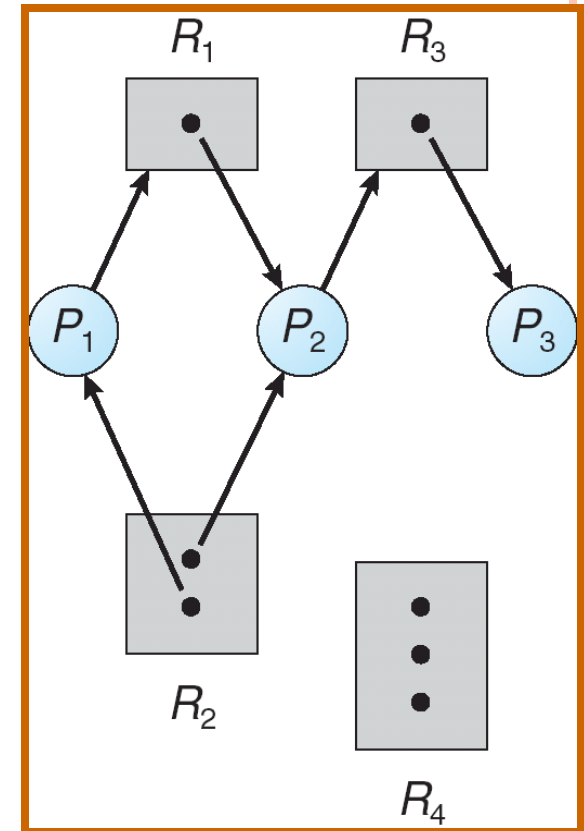 R₁ R₃
P₁ P₂ P₃
R₂
R₄